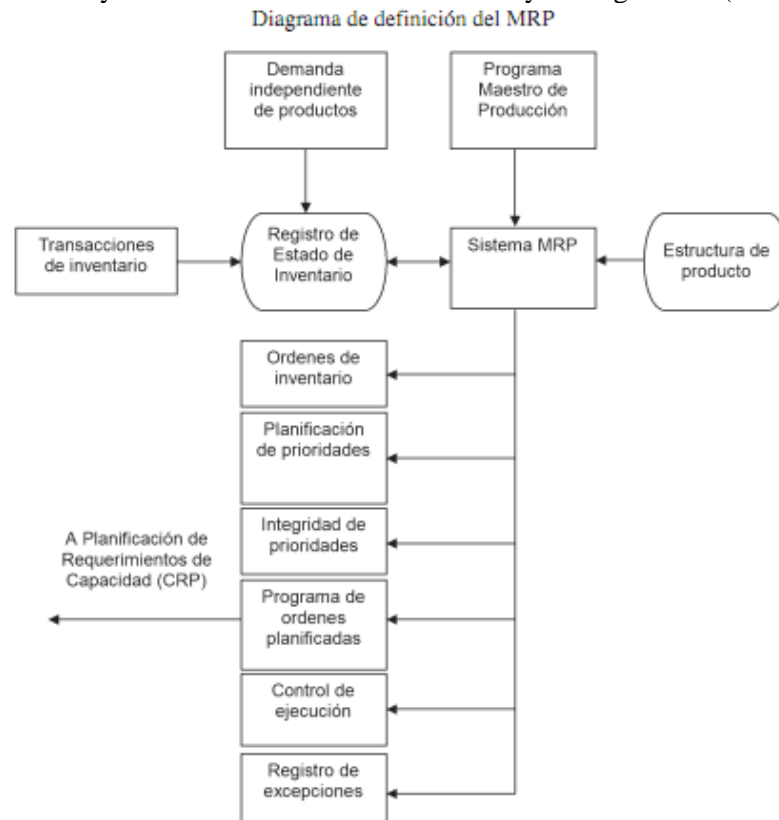 Diagrama de definición del MRP
Demanda
independiente
de productos
Programa
Maestro de
Producción
Transacciones
de inventario
Registro de
Estado de
Inventario
Sistema MRP
Estructura de
producto
Ordenes de
inventario
Planificación
de prioridades
Integridad de
prioridades
A Planificación de
Requerimientos de
Capacidad (CRP)
Programa de
ordenes
planificadas
Control de
ejecución
Registro de
excepciones